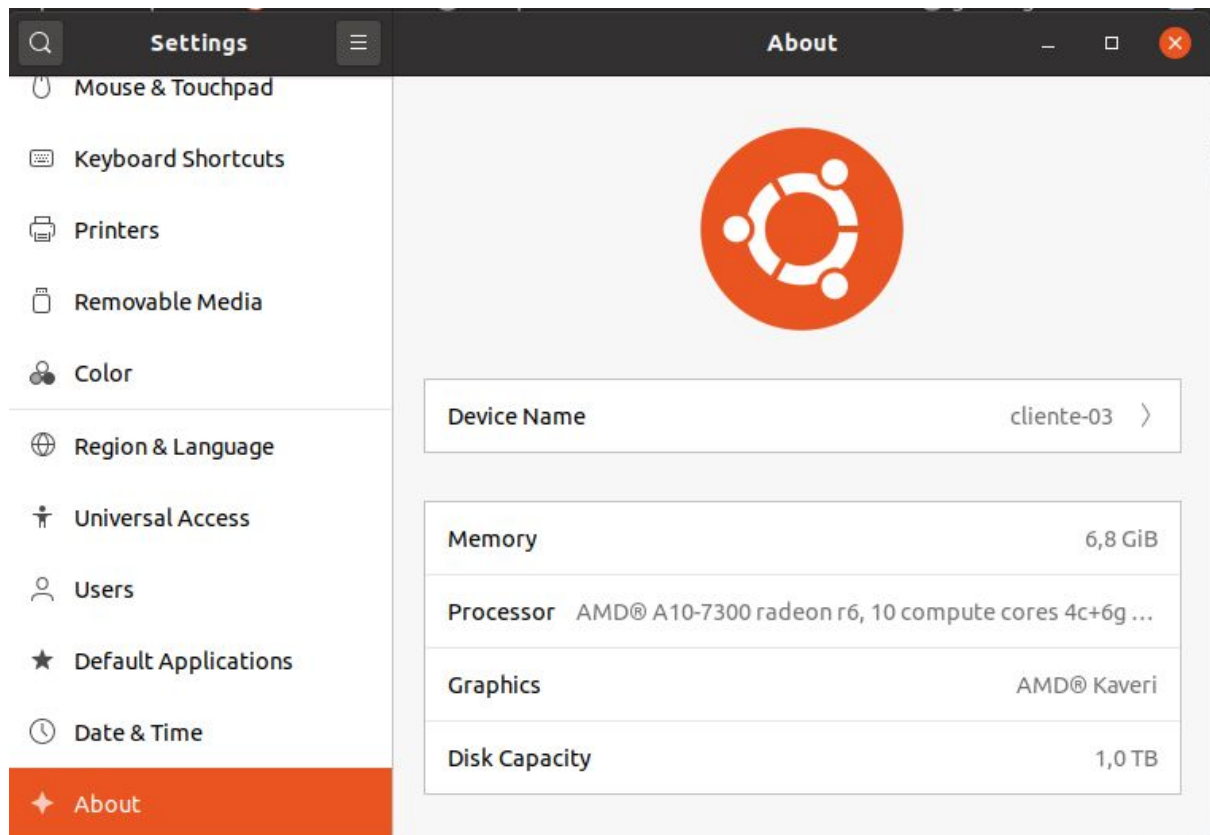 Settings
About
Mouse & Touchpad
Keyboard Shortcuts
Printers
Removable Media
Color
Region & Language
Universal Access
Users
Default Applications
Date & Time
About
Device Name cliente-03
Memory 6,8 GiB
Processor AMD® A10-7300 radeon r6, 10 compute cores 4c+6g ...
Graphics AMD® Kaveri
Disk Capacity 1,0 TB